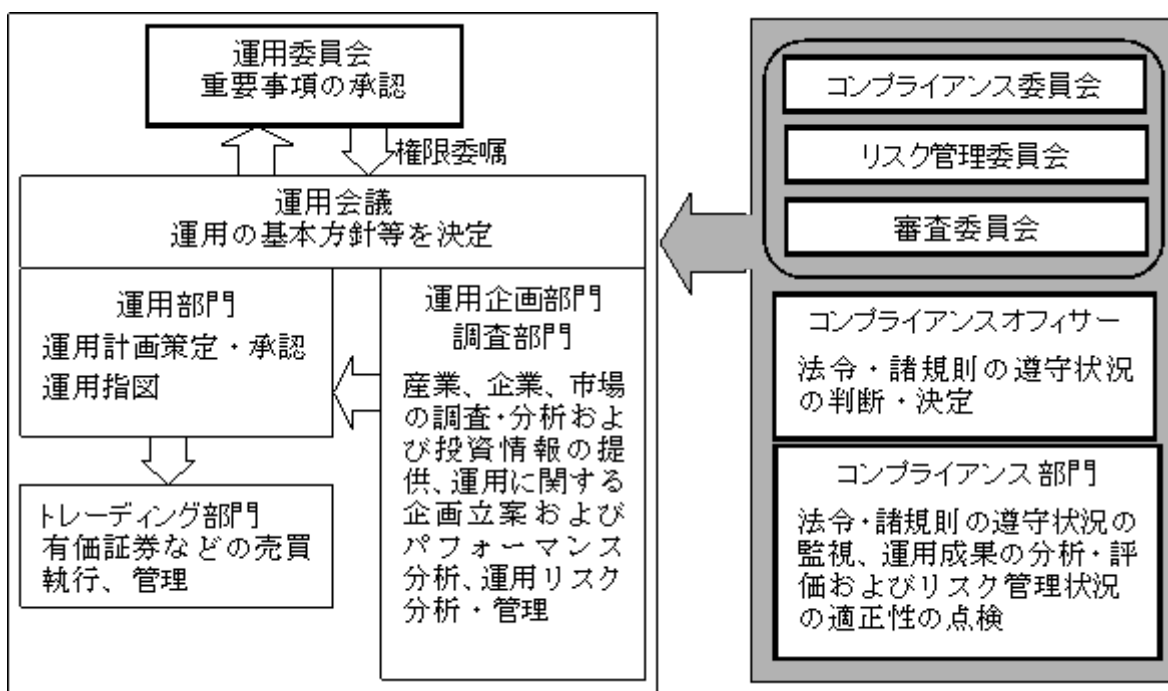 運用委員会
重要事項の承認
権限委嘱
運用会議
運用の基本方針等を決定
運用部門
運用計画策定・承認
運用指図
トレーディング部門
有価証券などの売買
執行、管理
運用企画部門
調査部門
産業、企業、市場
の調査・分析およ
び投資情報の提
供、運用に関する
企画立案および
パフォーマンス
分析、運用リスク
分析・管理
コンプライアンス委員会
リスク管理委員会
審査委員会
コンプライアンスオフィサー
法令・諸規則の遵守状況
の判断・決定
コンプライアンス部門
法令・諸規則の遵守状況の
監視、運用成果の分析・評
価およびリスク管理状況
の適正性の点検